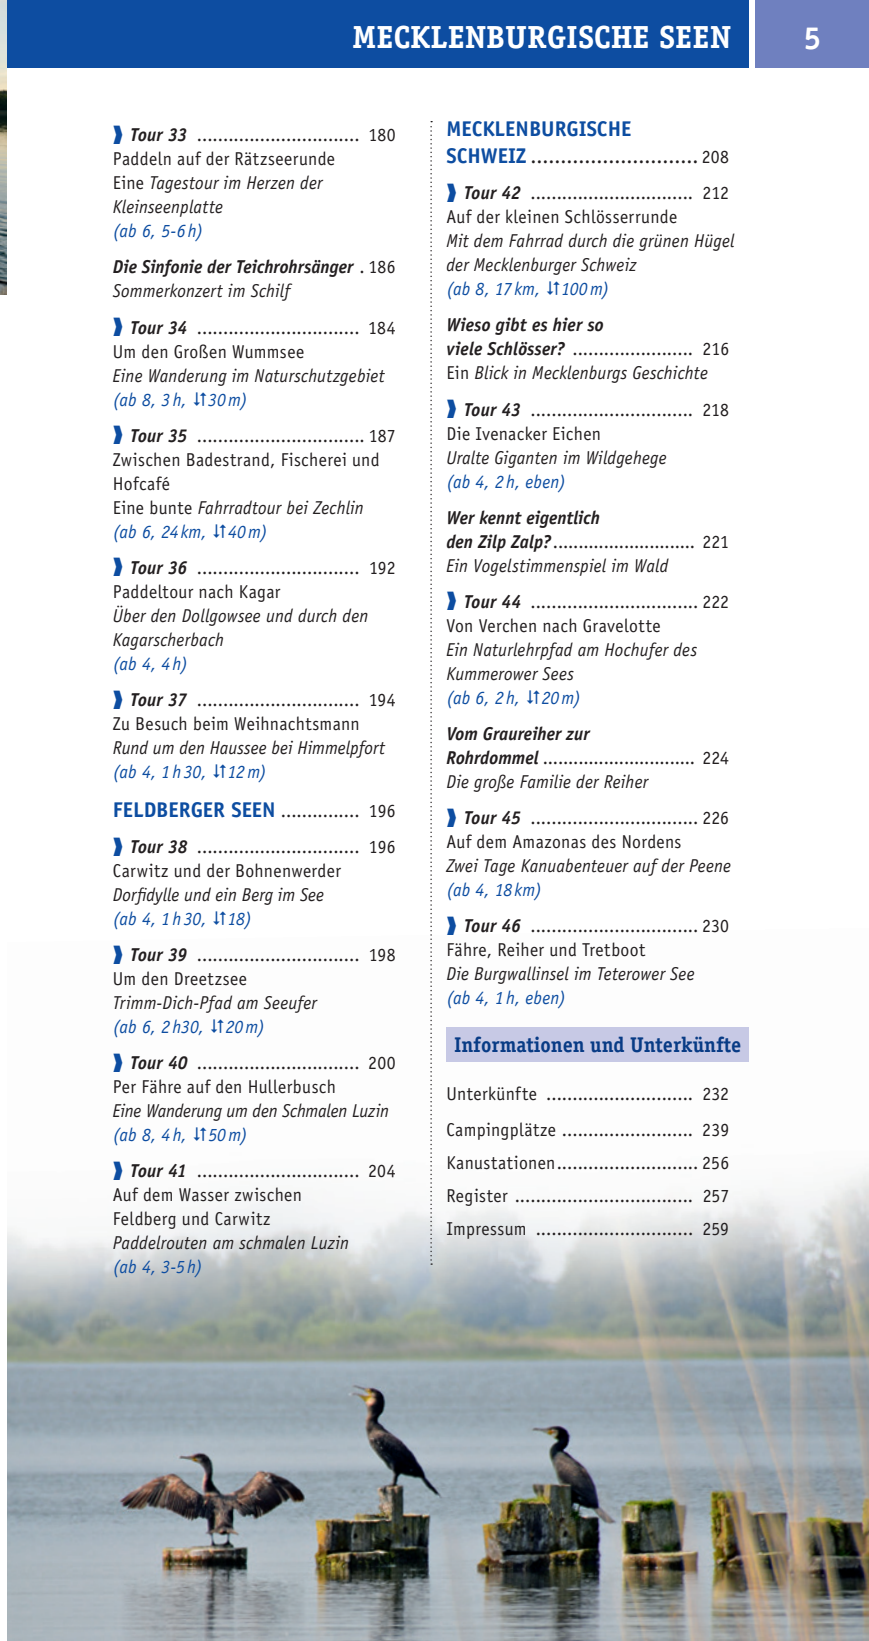 MECKLENBURGISCHE SEEN 5
❱ Tour 33 ............................... 180
Paddeln auf der Rätzseerunde
Eine Tagestour im Herzen der
Kleinseenplatte
(ab 6, 5-6 h)
Die Sinfonie der Teichrohrsänger . 186
Sommerkonzert im Schilf
❱ Tour 34 ............................... 184
Um den Großen Wummsee
Eine Wanderung im Naturschutzgebiet
(ab 8, 3 h, ↓↑30 m)
❱ Tour 35 ................................ 187
Zwischen Badestrand, Fischerei und
Hofcafé
Eine bunte Fahrradtour bei Zechlin
(ab 6, 24 km, ↓↑40 m)
❱ Tour 36 ............................... 192
Paddeltour nach Kagar
Über den Dollgowsee und durch den
Kagarscherbach
(ab 4, 4 h)
❱ Tour 37 ............................... 194
Zu Besuch beim Weihnachtsmann
Rund um den Haussee bei Himmelpfort
(ab 4, 1 h 30, ↓↑12 m)
FELDBERGER SEEN ............... 196
❱ Tour 38 ............................... 196
Carwitz und der Bohnenwerder
Dorfidylle und ein Berg im See
(ab 4, 1 h 30, ↓↑18)
❱ Tour 39 ............................... 198
Um den Dreetzsee
Trimm-Dich-Pfad am Seeufer
(ab 6, 2 h30, ↓↑20 m)
❱ Tour 40 ............................... 200
Per Fähre auf den Hullerbusch
Eine Wanderung um den Schmalen Luzin
(ab 8, 4 h, ↓↑50 m)
❱ Tour 41 ............................... 204
Auf dem Wasser zwischen
Feldberg und Carwitz
Paddelrouten am schmalen Luzin
(ab 4, 3-5 h)
MECKLENBURGISCHE
SCHWEIZ ............................ 208
❱ Tour 42 ............................... 212
Auf der kleinen Schlösserrunde
Mit dem Fahrrad durch die grünen Hügel
der Mecklenburger Schweiz
(ab 8, 17 km, ↓↑100 m)
Wieso gibt es hier so
viele Schlösser? ....................... 216
Ein Blick in Mecklenburgs Geschichte
❱ Tour 43 ............................... 218
Die Ivenacker Eichen
Uralte Giganten im Wildgehege
(ab 4, 2 h, eben)
Wer kennt eigentlich
den Zilp Zalp? ........................... 221
Ein Vogelstimmenspiel im Wald
❱ Tour 44 ................................ 222
Von Verchen nach Gravelotte
Ein Naturlehrpfad am Hochufer des
Kummerower Sees
(ab 6, 2 h, ↓↑20 m)
Vom Graureiher zur
Rohrdommel ............................. 224
Die große Familie der Reiher
❱ Tour 45 ................................ 226
Auf dem Amazonas des Nordens
Zwei Tage Kanuabenteuer auf der Peene
(ab 4, 18 km)
❱ Tour 46 ................................ 230
Fähre, Reiher und Tretboot
Die Burgwallinsel im Teterower See
(ab 4, 1 h, eben)
Informationen und Unterkünfte
Unterkünfte ............................ 232
Campingplätze ......................... 239
Kanustationen ........................... 256
Register .................................. 257
Impressum .............................. 259